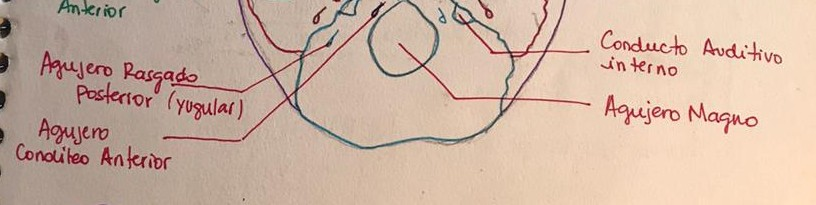 Anterior
Agujero Rasgado
Posterior (yugular)
Agujero
Condileo Anterior
Conducto Auditivo
interno
Agujero Magno